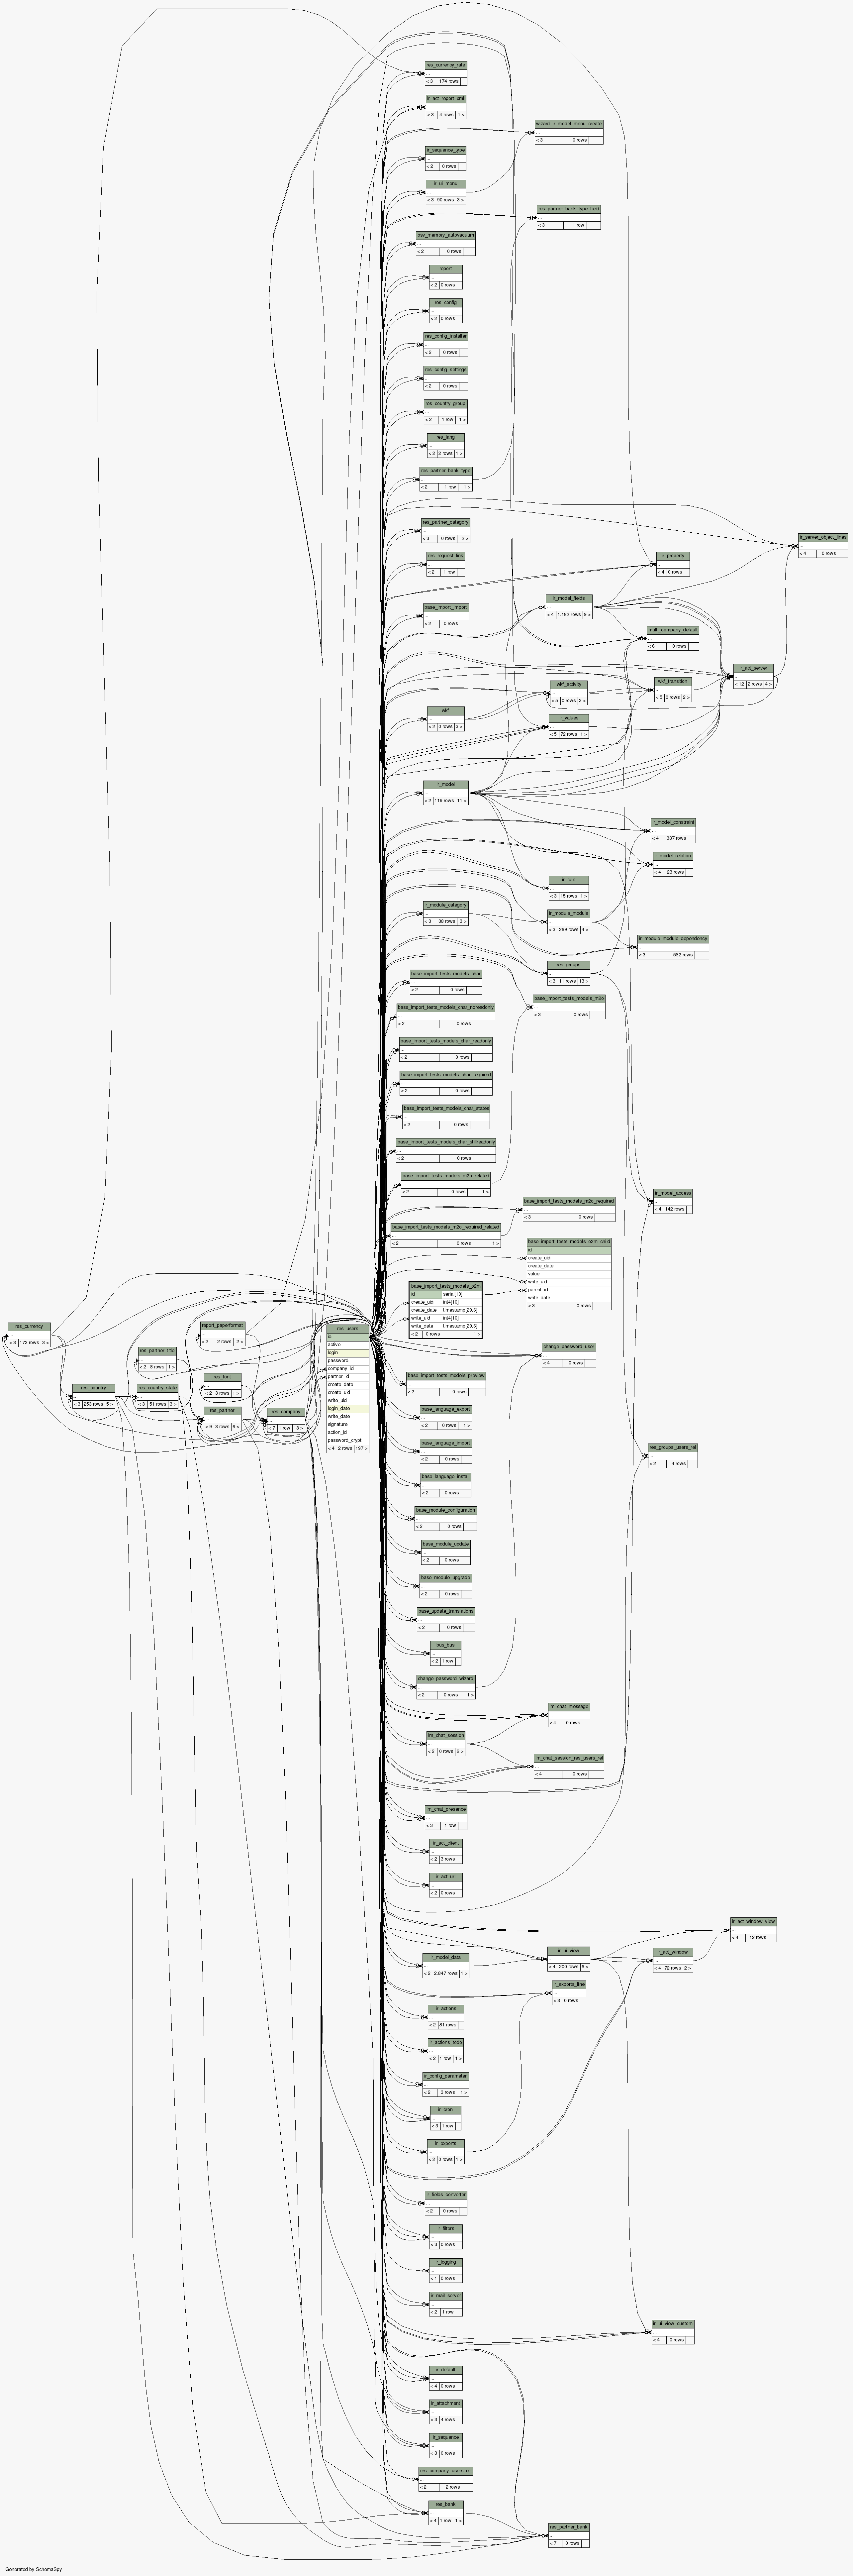 res_currency_rate
...
< 3 174 rows
ir_act_report_xml
...
< 3 4 rows 1 >
wizard_ir_model_menu_create
...
< 3 0 rows
ir_sequence_type
...
< 2 0 rows
ir_ui_menu
...
< 3 90 rows 3 >
res_partner_bank_type_field
...
< 3 1 row
osv_memory_autovacuum
...
< 2 0 rows
report
...
< 2 0 rows
res_config
...
< 2 0 rows
res_config_installer
...
< 2 0 rows
res_config_settings
...
< 2 0 rows
res_country_group
...
< 2 1 row 1 >
res_lang
...
< 2 2 rows 1 >
res_partner_bank_type
...
< 2 1 row 1 >
res_partner_category
...
< 3 0 rows 2 >
ir_server_object_lines
...
< 4 0 rows
res_request_link
...
< 2 1 row
ir_property
...
< 4 0 rows
ir_model_fields
...
< 4 1.182 rows 9 >
base_import_import
...
< 2 0 rows
multi_company_default
...
< 6 0 rows
ir_act_server
...
< 12 2 rows 4 >
wkf_activity
...
< 5 0 rows 3 >
wkf_transition
...
< 5 0 rows 2 >
wkf
...
< 2 0 rows 3 >
ir_values
...
< 5 72 rows 1 >
ir_model
...
< 2 119 rows 11 >
ir_model_constraint
...
< 4 337 rows
ir_model_relation
...
< 4 23 rows
ir_rule
...
< 3 15 rows 1 >
ir_module_category
...
< 3 38 rows 3 >
ir_module_module
...
< 3 259 rows 4 >
ir_module_module_dependency
...
< 3 582 rows
res_groups
...
< 3 11 rows 13 >
base_import_tests_models_char
...
< 2 0 rows
base_import_tests_models_m2o
...
< 3 0 rows
base_import_tests_models_char_noreadonly
...
< 2 0 rows
base_import_tests_models_char_readonly
...
< 2 0 rows
base_import_tests_models_char_required
...
< 2 0 rows
base_import_tests_models_char_states
...
< 2 0 rows
base_import_tests_models_char_stillreadonly
...
< 2 0 rows
base_import_tests_models_m2o_related
...
< 2 0 rows 1 >
ir_model_access
...
< 4 142 rows
base_import_tests_models_m2o_required
...
< 3 0 rows
base_import_tests_models_m2o_required_related
...
< 2 0 rows 1 >
base_import_tests_models_o2m_child
id
create_uid
create_date
value
write_uid
parent_id
write_date
< 3 0 rows
base_import_tests_models_o2m
id serial[10]
create_uid int4[10]
create_date timestamp[29,6]
write_uid int4[10]
write_date timestamp[29,6]
< 2 0 rows 1 >
res_currency
...
< 3 173 rows 3 >
report_paperformat
...
< 2 2 rows 2 >
res_users
id
active
login
password
company_id
partner_id
create_date
create_uid
write_uid
login_date
write_date
signature
action_id
password_crypt
< 4 2 rows 197 >
res_partner_title
...
< 2 8 rows 1 >
res_font
...
< 2 3 rows 1 >
res_country
...
< 3 253 rows 5 >
res_country_state
...
< 3 51 rows 3 >
res_partner
...
< 9 3 rows 6 >
res_company
...
< 7 1 row 13 >
change_password_user
...
< 4 0 rows
base_import_tests_models_preview
...
< 2 0 rows
base_language_export
...
< 2 0 rows 1 >
base_language_import
...
< 2 0 rows
res_groups_users_rel
...
< 2 4 rows
base_language_install
...
< 2 0 rows
base_module_configuration
...
< 2 0 rows
base_module_update
...
< 2 0 rows
base_module_upgrade
...
< 2 0 rows
base_update_translations
...
< 2 0 rows
bus_bus
...
< 2 1 row
change_password_wizard
...
< 2 0 rows 1 >
im_chat_message
...
< 4 0 rows
im_chat_session
...
< 2 0 rows 2 >
im_chat_session_res_users_rel
...
< 4 0 rows
im_chat_presence
...
< 3 1 row
ir_act_client
...
< 2 3 rows
ir_act_url
...
< 2 0 rows
ir_act_window_view
...
< 4 12 rows
ir_model_data
...
< 2 2.847 rows 1 >
ir_ui_view
...
< 4 200 rows 6 >
ir_act_window
...
< 4 72 rows 2 >
ir_exports_line
...
< 3 0 rows
ir_actions
...
< 2 81 rows
ir_actions_todo
...
< 2 1 row 1 >
ir_config_parameter
...
< 2 3 rows 1 >
ir_cron
...
< 3 1 row
ir_exports
...
< 2 0 rows 1 >
ir_fields_converter
...
< 2 0 rows
ir_filters
...
< 3 0 rows
ir_logging
...
< 1 0 rows
ir_mail_server
...
< 2 1 row
ir_ui_view_custom
...
< 4 0 rows
ir_default
...
< 4 0 rows
ir_attachment
...
< 3 4 rows
ir_sequence
...
< 3 0 rows
res_company_users_rel
...
< 2 2 rows
res_bank
...
< 4 1 row 1 >
res_partner_bank
...
< 7 0 rows
Generated by SchemaSpy